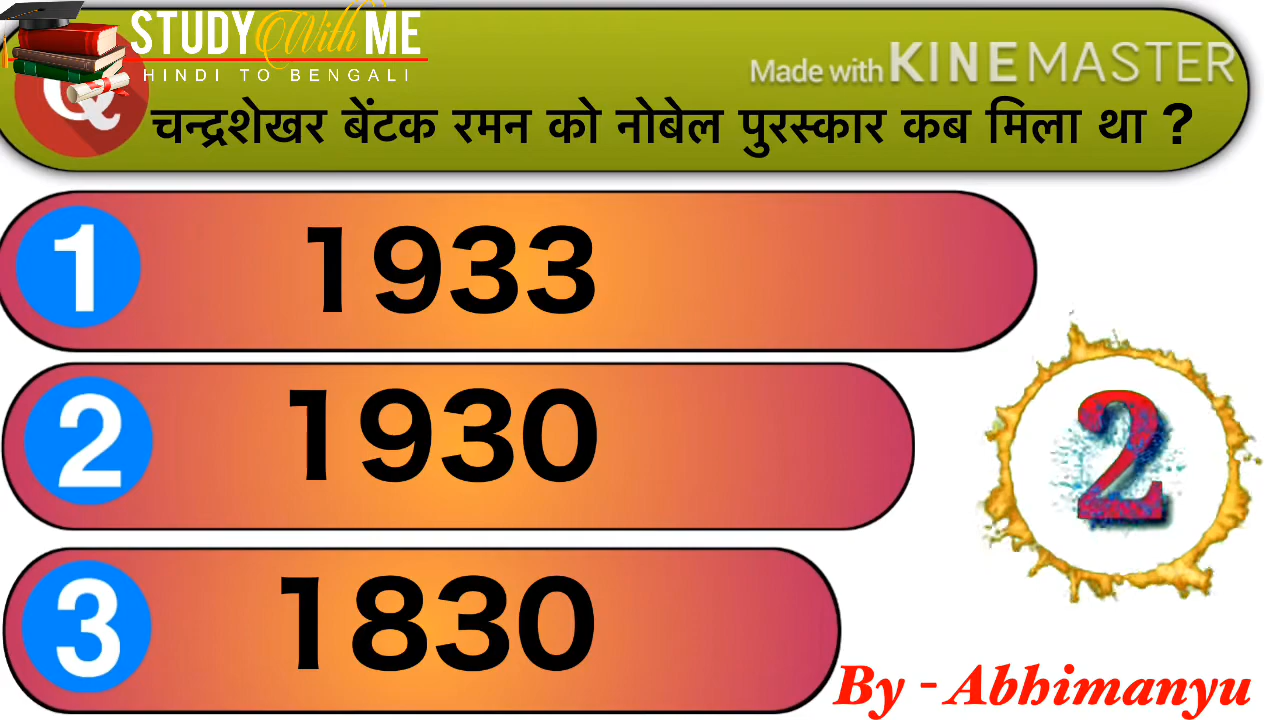 STUDY With ME
HINDI TO BENGALI
Made with KINEMASTER
Q
चन्द्रशेखर बेंटक रमन को नोबेल पुरस्कार कब मिला था ?
1 1933
2 1930
3 1830
2
By - Abhimanyu